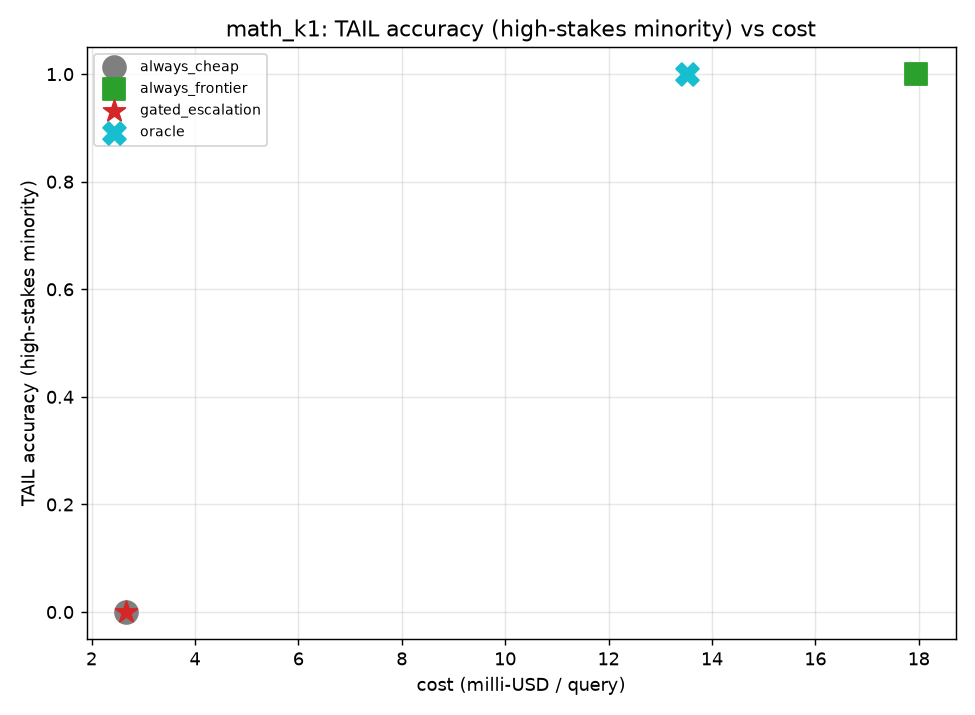 math_k1: TAIL accuracy (high-stakes minority) vs cost
always_cheap
always_frontier
gated_escalation
oracle
TAIL accuracy (high-stakes minority)
1.0
0.8
0.6
0.4
0.2
0.0
2 4 6 8 10 12 14 16 18
cost (milli-USD / query)